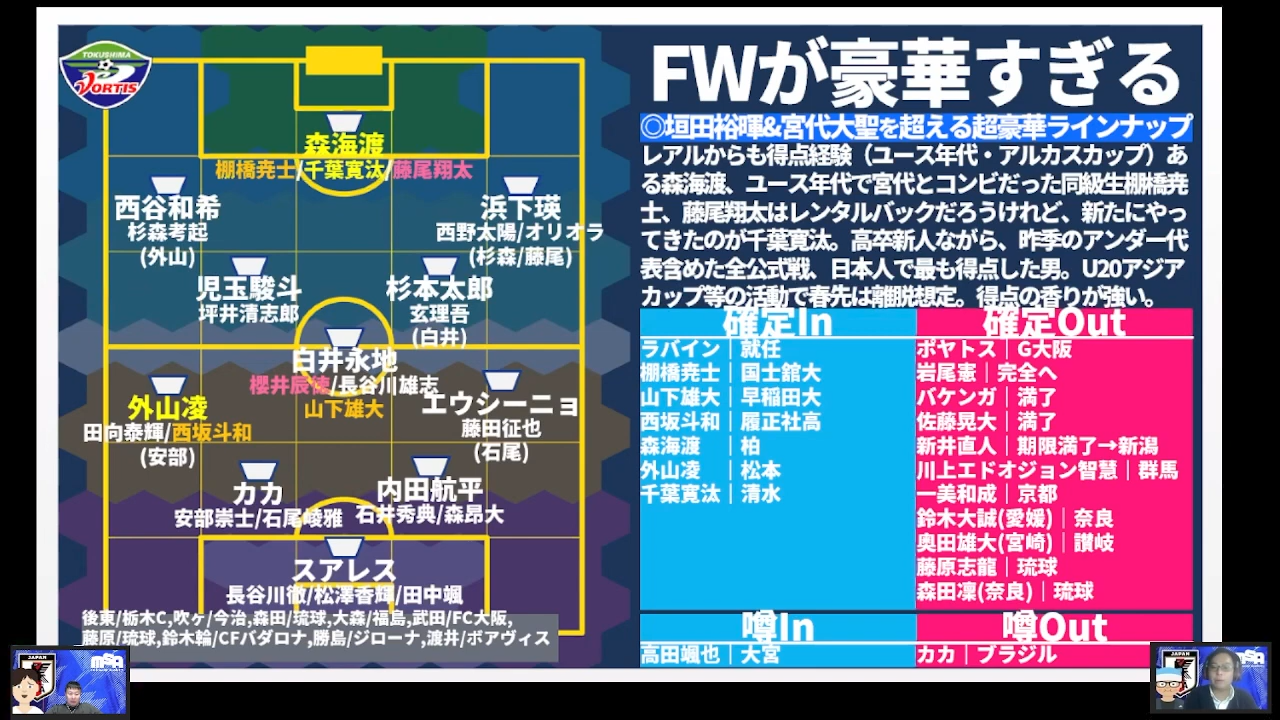 TOKUSHIMA
VORTIS
森海渡
棚橋尭士/千葉寛汰/藤尾翔太
西谷和希
杉森考起
(外山)
浜下瑛
西野太陽/オリオラ
(杉森/藤尾)
児玉駿斗
坪井清志郎
杉本太郎
玄理吾
(白井)
白井永地
櫻井辰徳/長谷川雄志
山下雄大
外山凌
田向泰輝/西坂斗和
(安部)
エウシーニョ
藤田征也
(石尾)
カカ
安部崇士/石尾崚雅
内田航平
石井秀典/森昂大
スアレス
長谷川徹/松澤香輝/田中颯
後東/栃木C,吹ヶ/今治,森田/琉球,大森/福島,武田/FC大阪,
藤原/琉球,鈴木輪/CFバダロナ,勝島/ジローナ,渡井/ボアヴィス
FWが豪華すぎる
◎垣田裕暉&宮代大聖を超える超豪華ラインナップ
レアルからも得点経験（ユース年代・アルカスカップ）あ
る森海渡、ユース年代で宮代とコンビだった同級生棚橋尭
士、藤尾翔太はレンタルバックだろうけれど、新たにやっ
てきたのが千葉寛汰。高卒新人ながら、昨季のアンダー代
表含めた全公式戦、日本人で最も得点した男。U20アジア
カップ等の活動で春先は離脱想定。得点の香りが強い。
確定In
ラバイン｜就任
棚橋尭士｜国士舘大
山下雄大｜早稲田大
西坂斗和｜履正社高
森海渡　｜柏
外山凌　｜松本
千葉寛汰｜清水
確定Out
ポヤトス｜G大阪
岩尾憲｜完全へ
バケンガ｜満了
佐藤晃大｜満了
新井直人｜期限満了→新潟
川上エドオジョン智慧｜群馬
一美和成｜京都
鈴木大誠(愛媛)｜奈良
奥田雄大(宮崎)｜讃岐
藤原志龍｜琉球
森田凜(奈良)｜琉球
噂In
高田颯也｜大宮
噂Out
カカ｜ブラジル
JAPAN
JAPAN